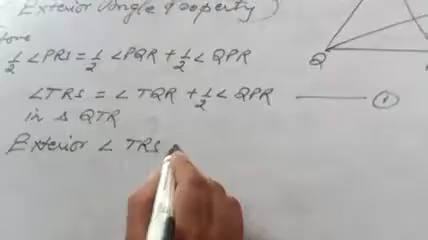 Exterior Angle Property)
½ ∠PRS = ½ ∠PQR + ½ ∠QPR
∠TRS = ∠TQR + ½ ∠QPR ——— ①
in Δ QTR
Exterior ∠ TRS
Q